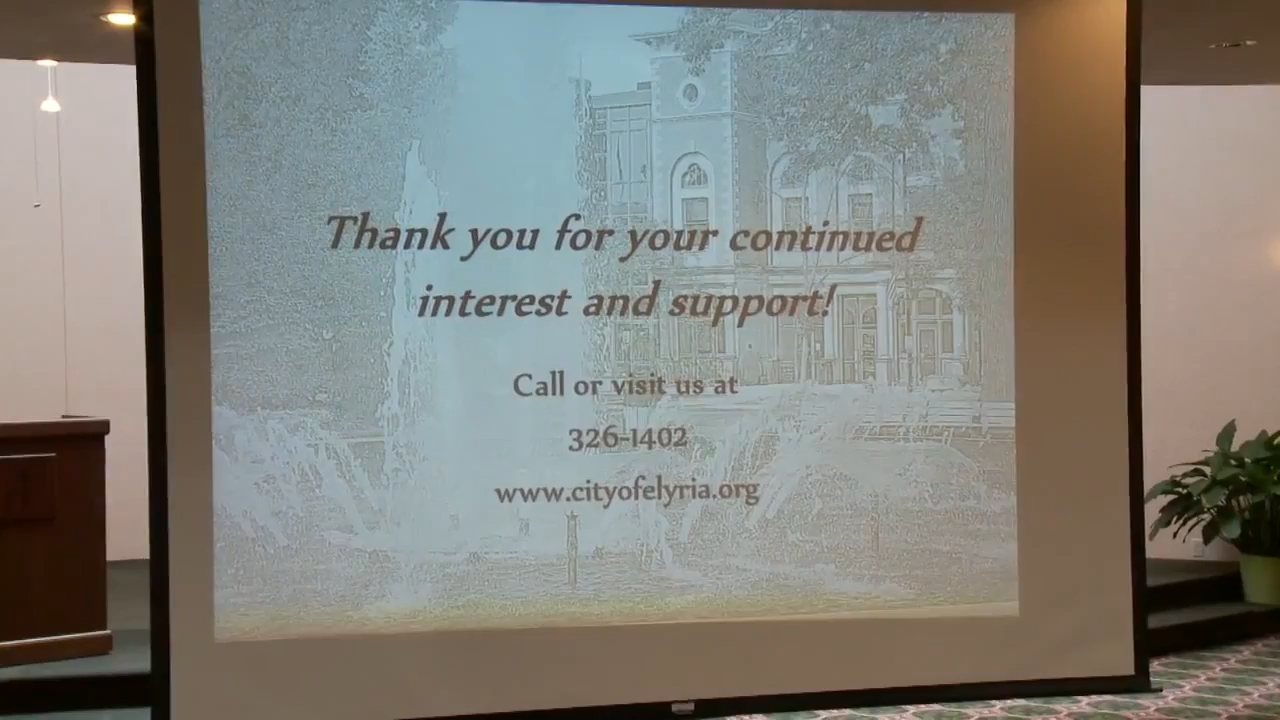 Thank you for your continued
interest and support!
Call or visit us at
326-1402
www.cityofelyria.org